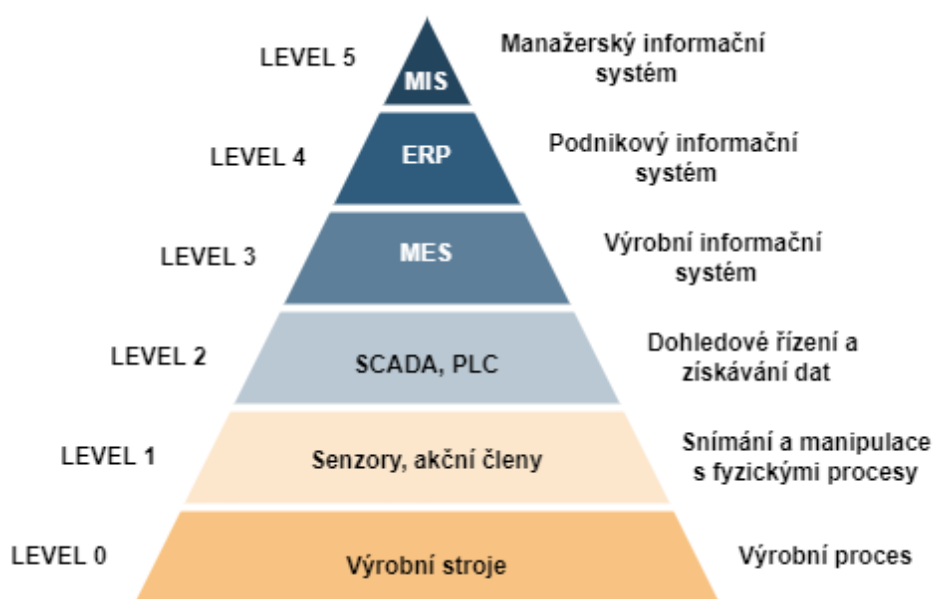 LEVEL 5
MIS
Manažerský informační
systém
LEVEL 4
ERP
Podnikový informační
systém
LEVEL 3
MES
Výrobní informační
systém
LEVEL 2
SCADA, PLC
Dohledové řízení a
získávání dat
LEVEL 1
Senzory, akční členy
Snímání a manipulace
s fyzickými procesy
LEVEL 0
Výrobní stroje
Výrobní proces